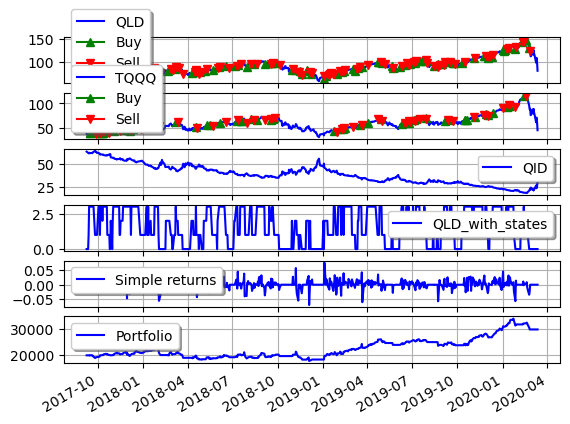 QLD
Buy
Sell
150
100
TQQQ
Buy
Sell
100
50
50
25
QID
2.5
0.0
QLD_with_states
0.05
0.00
−0.05
Simple returns
30000
20000
Portfolio
2017-10
2018-01
2018-04
2018-07
2018-10
2019-01
2019-04
2019-07
2019-10
2020-01
2020-04